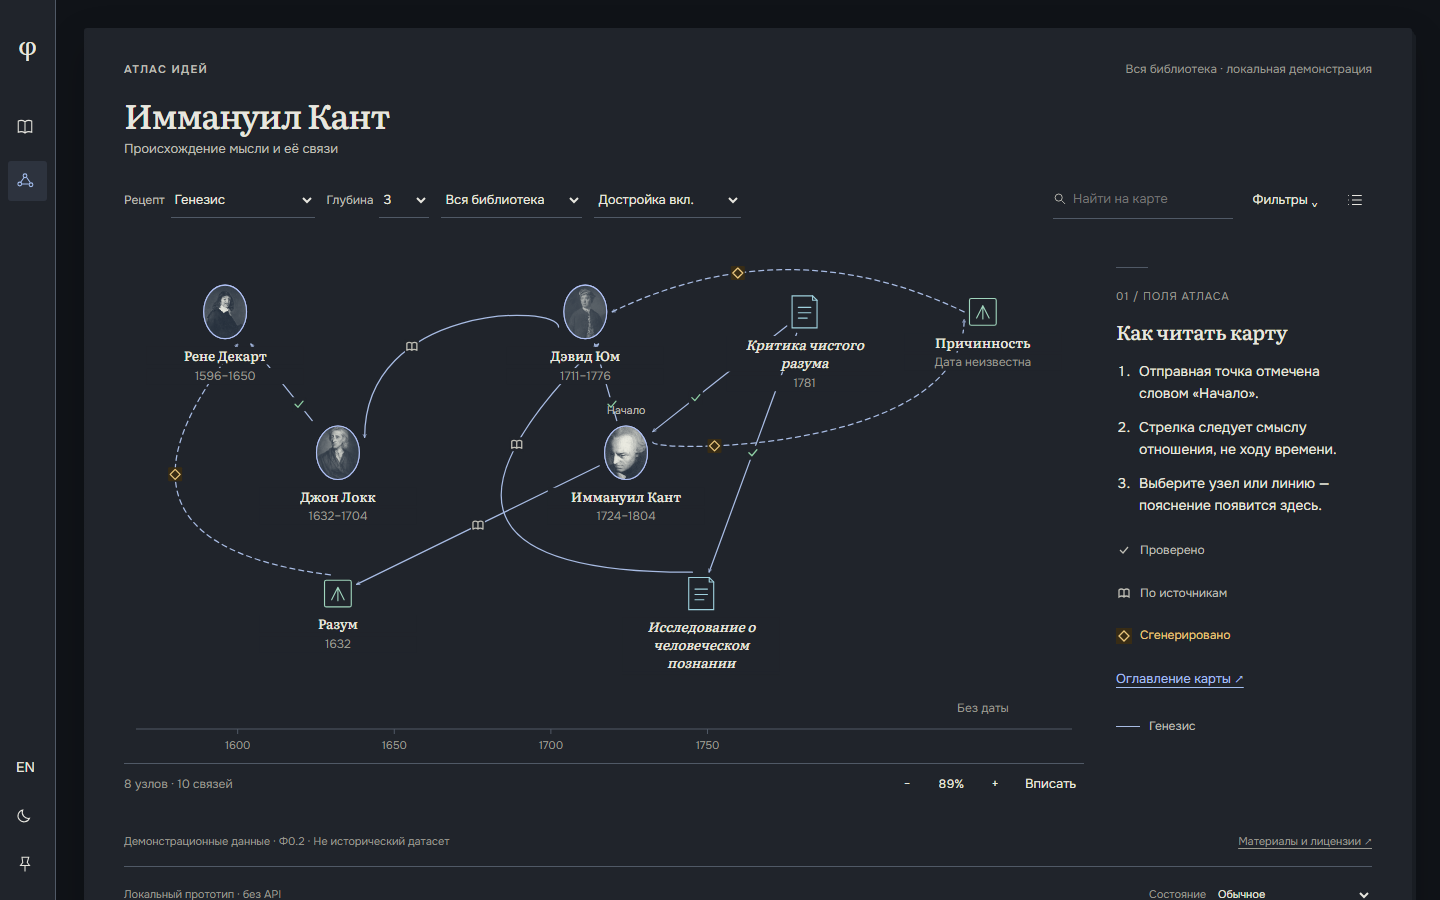 φ
АТЛАС ИДЕЙ
Вся библиотека · локальная демонстрация
Иммануил Кант
Происхождение мысли и её связи
Рецепт Генезис Глубина 3 Вся библиотека Достройка вкл.
Найти на карте Фильтры
Рене Декарт
1596–1650
Дэвид Юм
1711–1776
Критика чистого
разума
1781
Причинность
Дата неизвестна
Начало
Джон Локк
1632–1704
Иммануил Кант
1724–1804
Разум
1632
Исследование о
человеческом
познании
Без даты
1600 1650 1700 1750
8 узлов · 10 связей
− 89% + Вписать
01 / ПОЛЯ АТЛАСА
Как читать карту
1. Отправная точка отмечена
словом «Начало».
2. Стрелка следует смыслу
отношения, не ходу времени.
3. Выберите узел или линию —
пояснение появится здесь.
Проверено
По источникам
Сгенерировано
Оглавление карты ↗
Генезис
EN
Демонстрационные данные · Ф0.2 · Не исторический датасет
Материалы и лицензии ↗
Локальный прототип · без API
Состояние Обычное